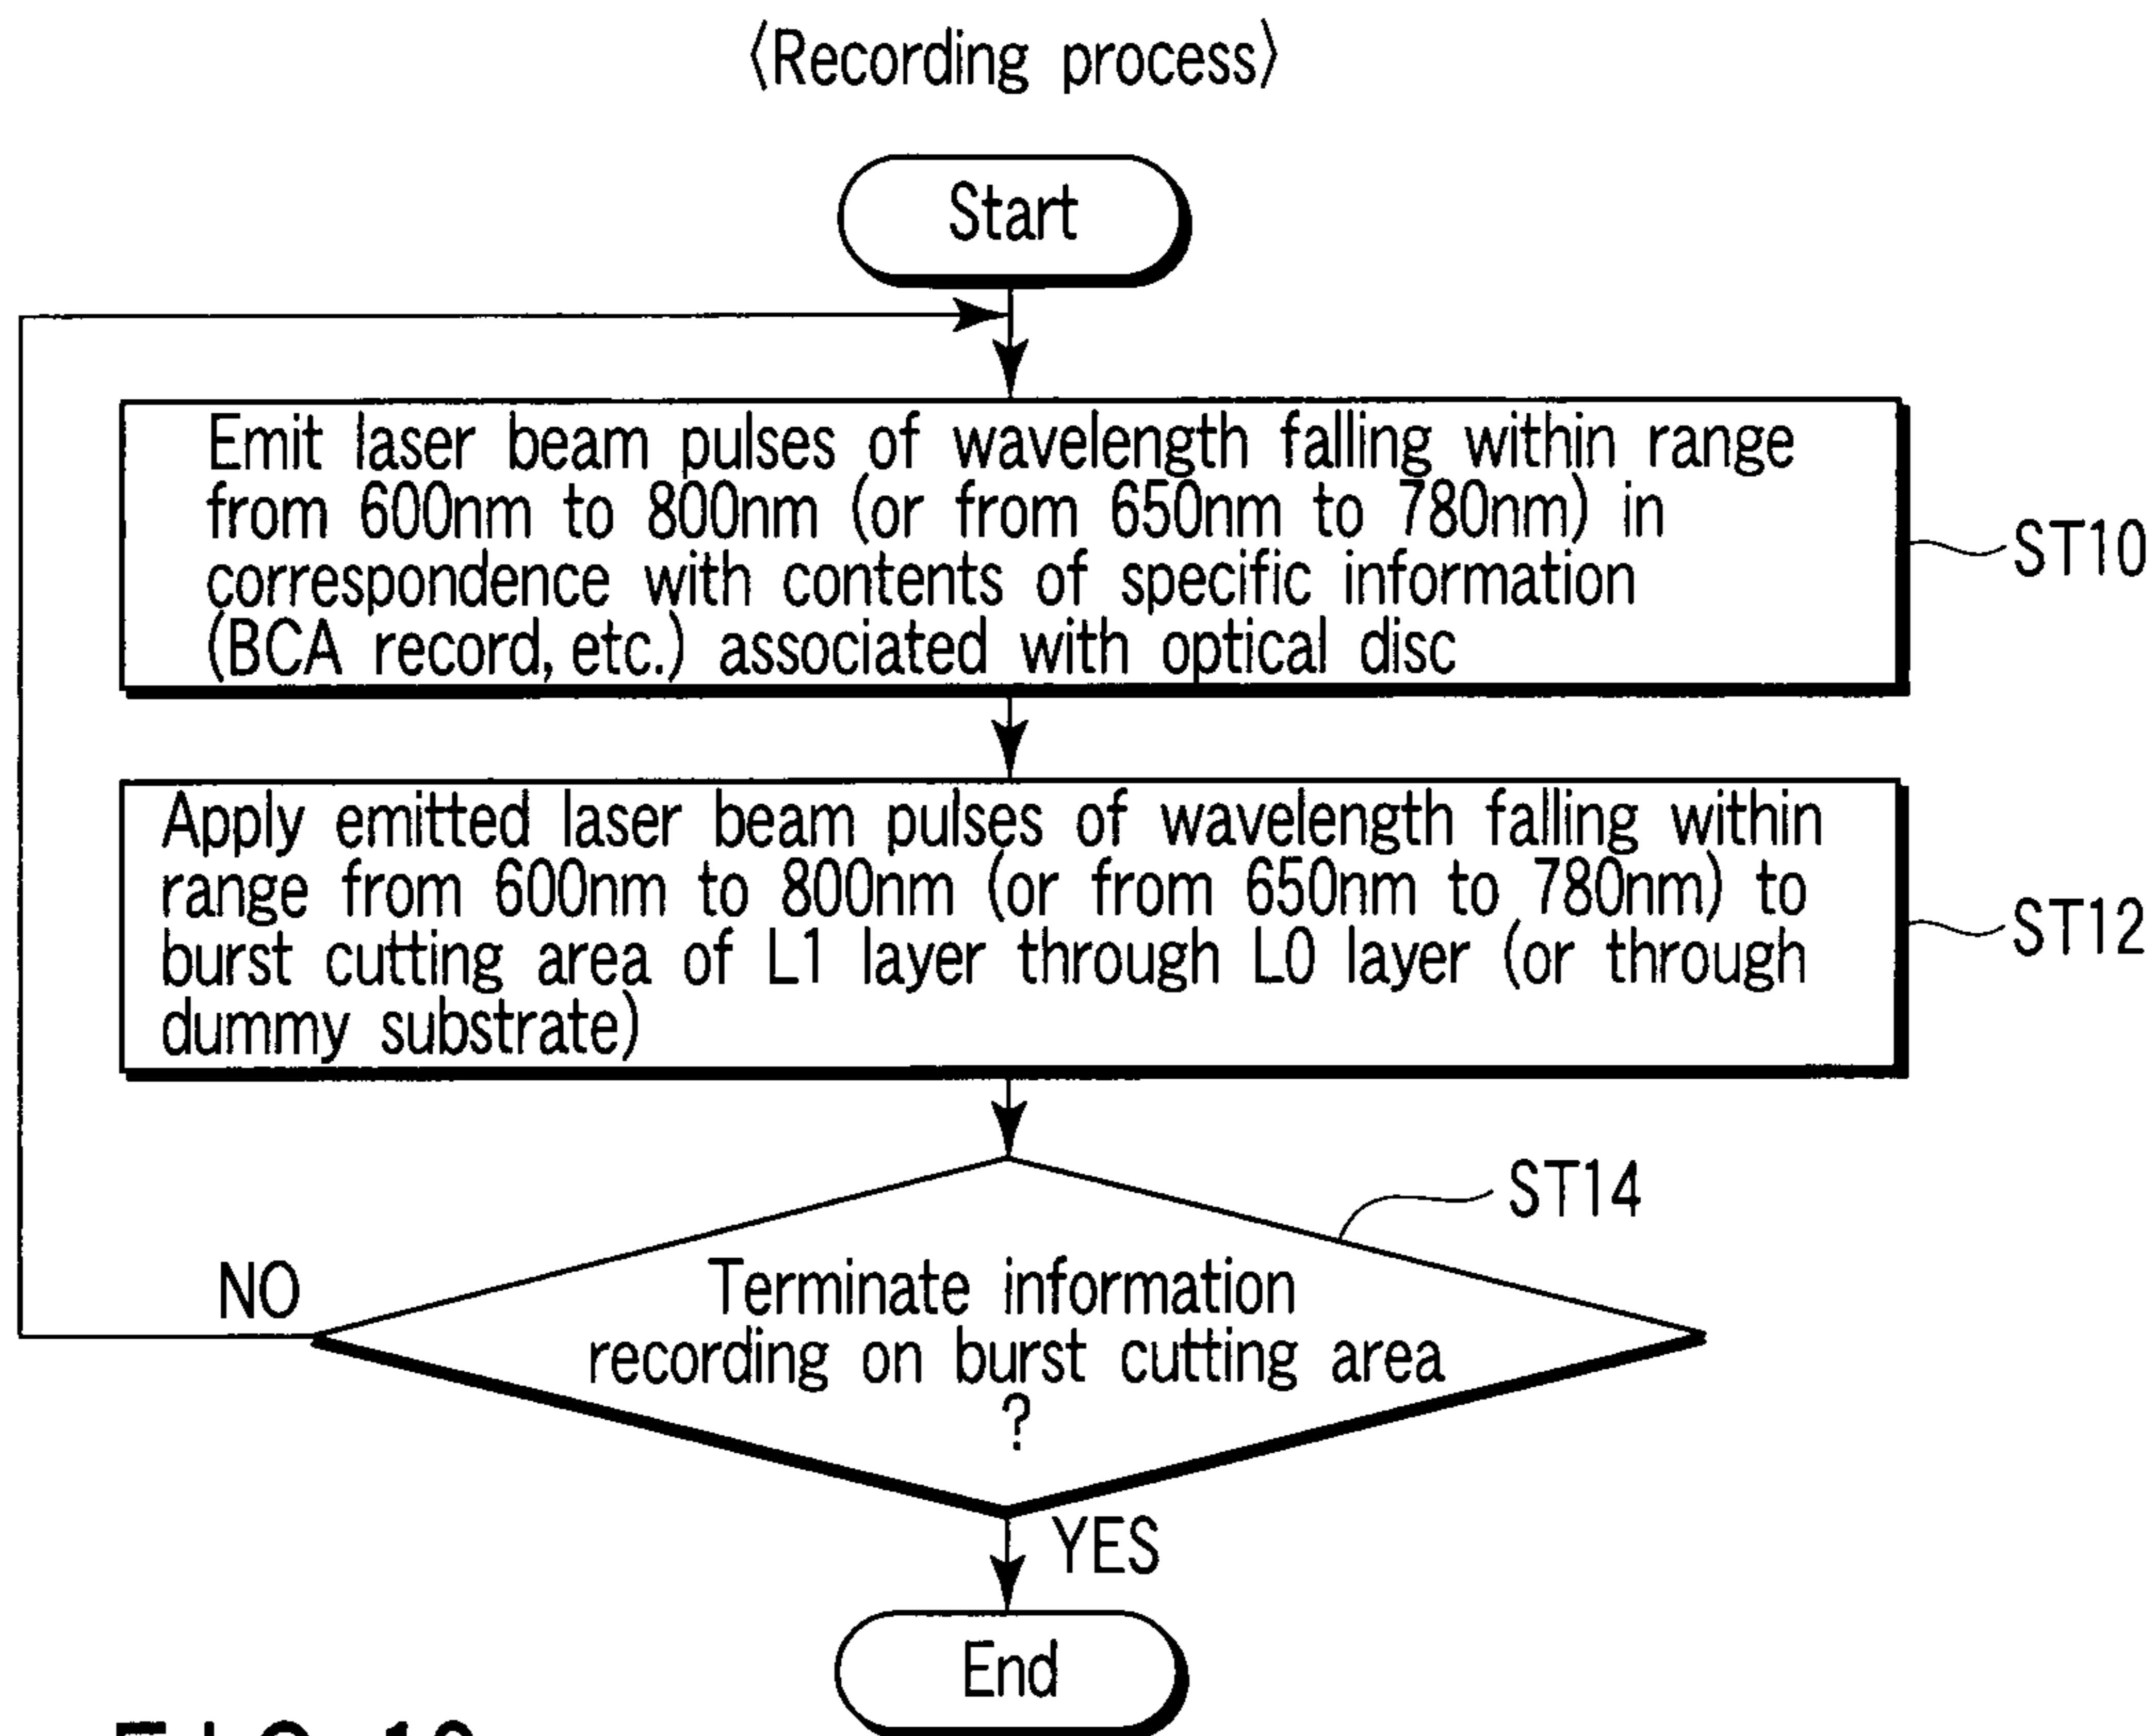 〈Recording process〉
Start
Emit laser beam pulses of wavelength falling within range
from 600nm to 800nm (or from 650nm to 780nm) in
correspondence with contents of specific information
(BCA record, etc.) associated with optical disc
ST10
Apply emitted laser beam pulses of wavelength falling within
range from 600nm to 800nm (or from 650nm to 780nm) to
burst cutting area of L1 layer through L0 layer (or through
dummy substrate)
ST12
ST14
Terminate information
recording on burst cutting area
?
NO
YES
End